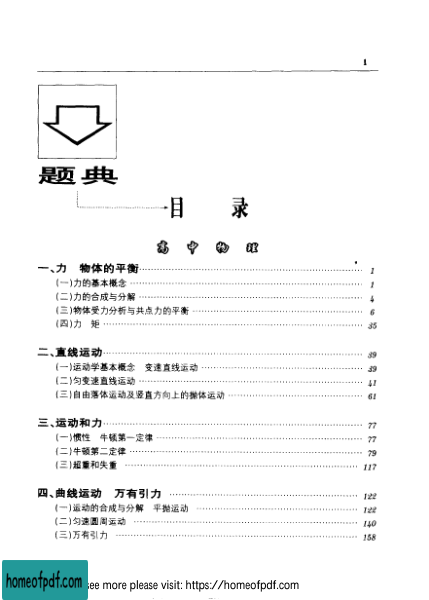 1
题典
目 录
高中物理
一、力 物体的平衡 1
(一)力的基本概念 1
(二)力的合成与分解 4
(三)物体受力分析与共点力的平衡 6
(四)力 矩 35
二、直线运动 39
(一)运动学基本概念 变速直线运动 39
(二)匀变速直线运动 41
(三)自由落体运动及竖直方向上的抛体运动 61
三、运动和力 77
(一)惯性 牛顿第一定律 77
(二)牛顿第二定律 79
(三)超重和失重 117
四、曲线运动 万有引力 122
(一)运动的合成与分解 平抛运动 122
(二)匀速圆周运动 140
(三)万有引力 158
homeofpdf.com
see more please visit: https://homeofpdf.com